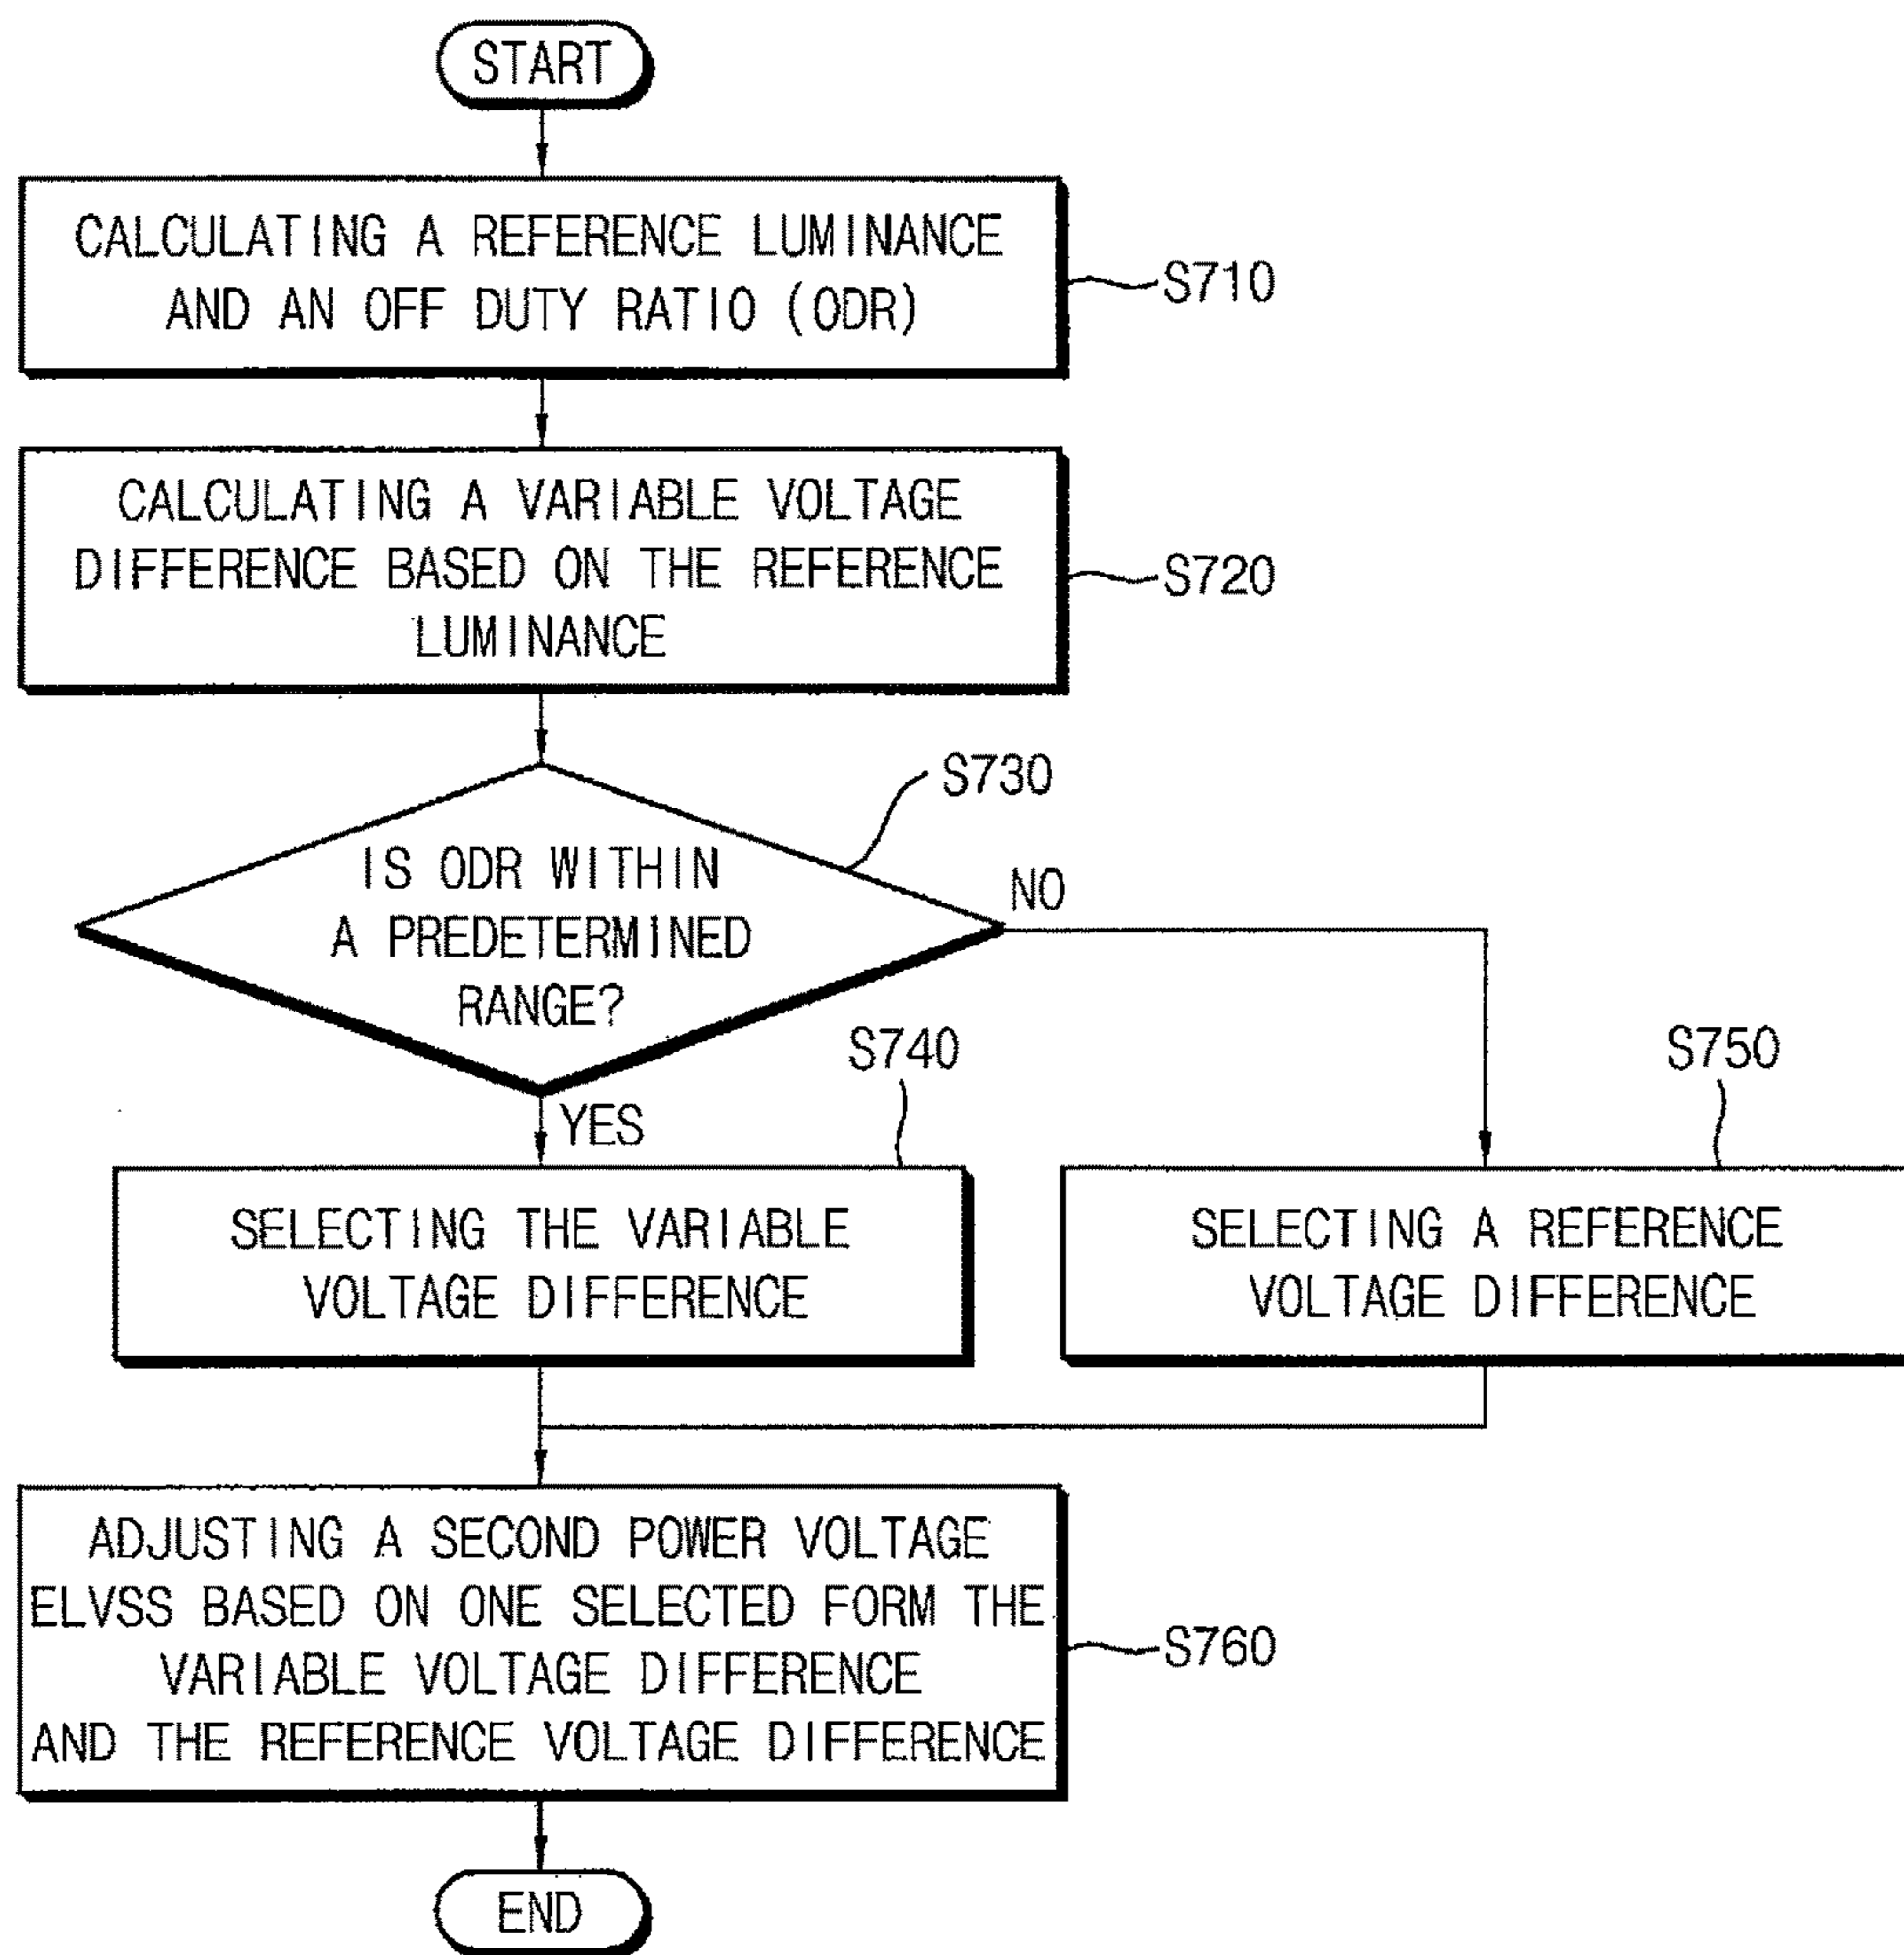 START
CALCULATING A REFERENCE LUMINANCE
AND AN OFF DUTY RATIO (ODR)
S710
CALCULATING A VARIABLE VOLTAGE
DIFFERENCE BASED ON THE REFERENCE
LUMINANCE
S720
S730
IS ODR WITHIN
A PREDETERMINED
RANGE?
NO
YES
S740
SELECTING THE VARIABLE
VOLTAGE DIFFERENCE
S750
SELECTING A REFERENCE
VOLTAGE DIFFERENCE
ADJUSTING A SECOND POWER VOLTAGE
ELVSS BASED ON ONE SELECTED FORM THE
VARIABLE VOLTAGE DIFFERENCE
AND THE REFERENCE VOLTAGE DIFFERENCE
S760
END